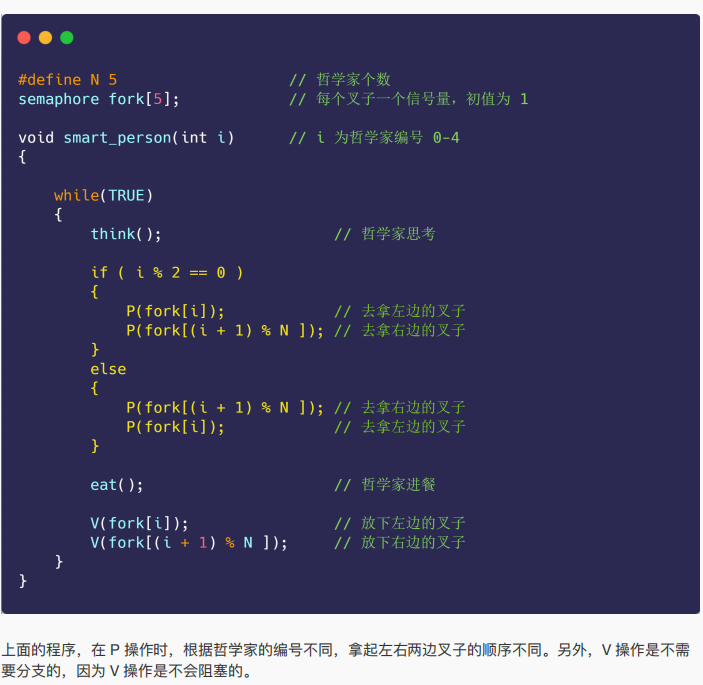 #define N 5 // 哲学家个数
semaphore fork[5]; // 每个叉子一个信号量，初值为 1
void smart_person(int i) // i 为哲学家编号 0-4
{
while(TRUE)
{
think(); // 哲学家思考
if ( i % 2 == 0 )
{
P(fork[i]); // 去拿左边的叉子
P(fork[(i + 1) % N ]); // 去拿右边的叉子
}
else
{
P(fork[(i + 1) % N ]); // 去拿右边的叉子
P(fork[i]); // 去拿左边的叉子
}
eat(); // 哲学家进餐
V(fork[i]); // 放下左边的叉子
V(fork[(i + 1) % N ]); // 放下右边的叉子
}
}
上面的程序，在 P 操作时，根据哲学家的编号不同，拿起左右两边叉子的顺序不同。另外，V 操作是不需
要分支的，因为 V 操作是不会阻塞的。